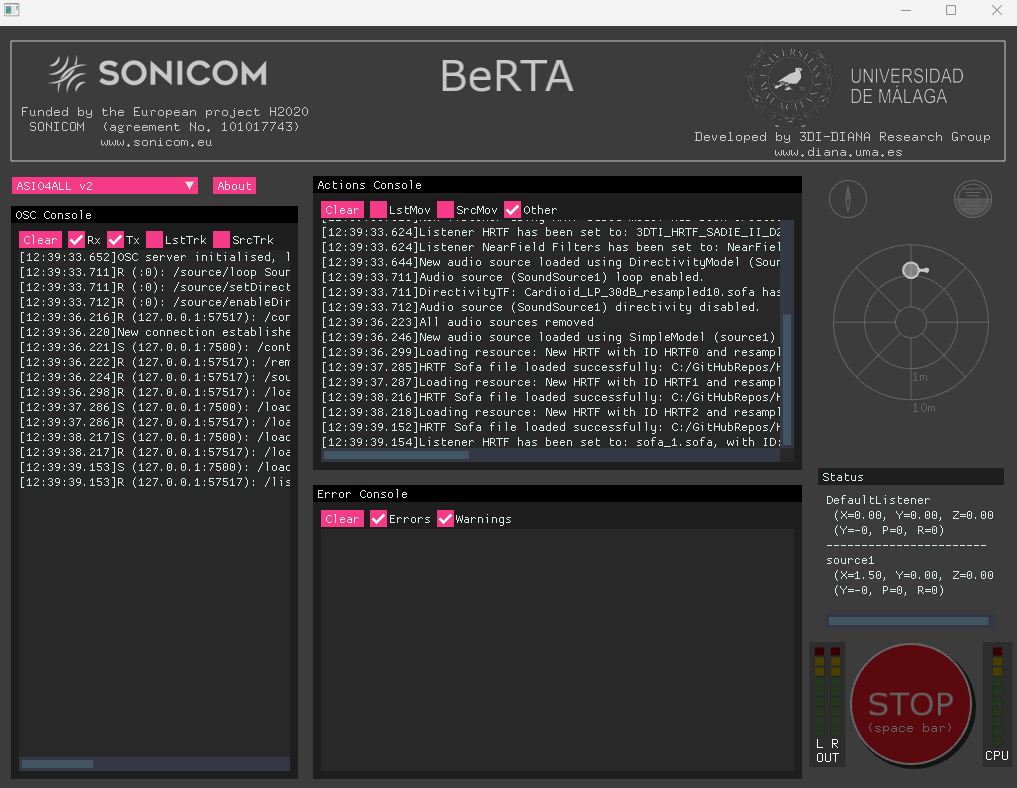 SONICOM
Funded by the European project H2020
SONICOM (agreement No. 101017743)
www.sonicom.eu
BeRTA
UNIVERSIDAD
DE MÁLAGA
Developed by 3DI-DIANA Research Group
www.diana.uma.es
ASIO4ALL v2
About
OSC Console
Clear Rx Tx LstTrk SrcTrk
[12:39:33.652]OSC server initialised, l
[12:39:33.711]R (:0): /source/loop Soun
[12:39:33.711]R (:0): /source/setDirect
[12:39:33.712]R (:0): /source/enableDir
[12:39:36.216]R (127.0.0.1:57517): /con
[12:39:36.220]New connection establishe
[12:39:36.221]S (127.0.0.1:7500): /cont
[12:39:36.222]R (127.0.0.1:57517): /rem
[12:39:36.224]R (127.0.0.1:57517): /sou
[12:39:36.298]R (127.0.0.1:57517): /loa
[12:39:37.286]S (127.0.0.1:7500): /load
[12:39:37.286]R (127.0.0.1:57517): /loa
[12:39:38.217]S (127.0.0.1:7500): /load
[12:39:38.217]R (127.0.0.1:57517): /loa
[12:39:39.153]S (127.0.0.1:7500): /load
[12:39:39.153]R (127.0.0.1:57517): /lis
Actions Console
Clear LstMov SrcMov Other
[12:39:33.624]Listener HRTF has been set to: 3DTI_HRTF_SADIE_II_D2
[12:39:33.624]Listener NearField Filters has been set to: NearFiel
[12:39:33.644]New audio source loaded using DirectivityModel (Soun
[12:39:33.711]Audio source (SoundSource1) loop enabled.
[12:39:33.711]DirectivityTF: Cardioid_LP_30dB_resampled10.sofa has
[12:39:33.712]Audio source (SoundSource1) directivity disabled.
[12:39:36.223]All audio sources removed
[12:39:36.246]New audio source loaded using SimpleModel (source1)
[12:39:36.299]Loading resource: New HRTF with ID HRTF0 and resampl
[12:39:37.285]HRTF Sofa file loaded successfully: C:/GitHubRepos/H
[12:39:37.287]Loading resource: New HRTF with ID HRTF1 and resampl
[12:39:38.216]HRTF Sofa file loaded successfully: C:/GitHubRepos/H
[12:39:38.218]Loading resource: New HRTF with ID HRTF2 and resampl
[12:39:39.152]HRTF Sofa file loaded successfully: C:/GitHubRepos/H
[12:39:39.154]Listener HRTF has been set to: sofa_1.sofa, with ID:
Error Console
Clear Errors Warnings
1m
10m
Status
DefaultListener
(X=0.00, Y=0.00, Z=0.00
(Y=-0, P=0, R=0)
-----------------------
source1
(X=1.50, Y=0.00, Z=0.00
(Y=-0, P=0, R=0)
L R
OUT
STOP
(space bar)
CPU